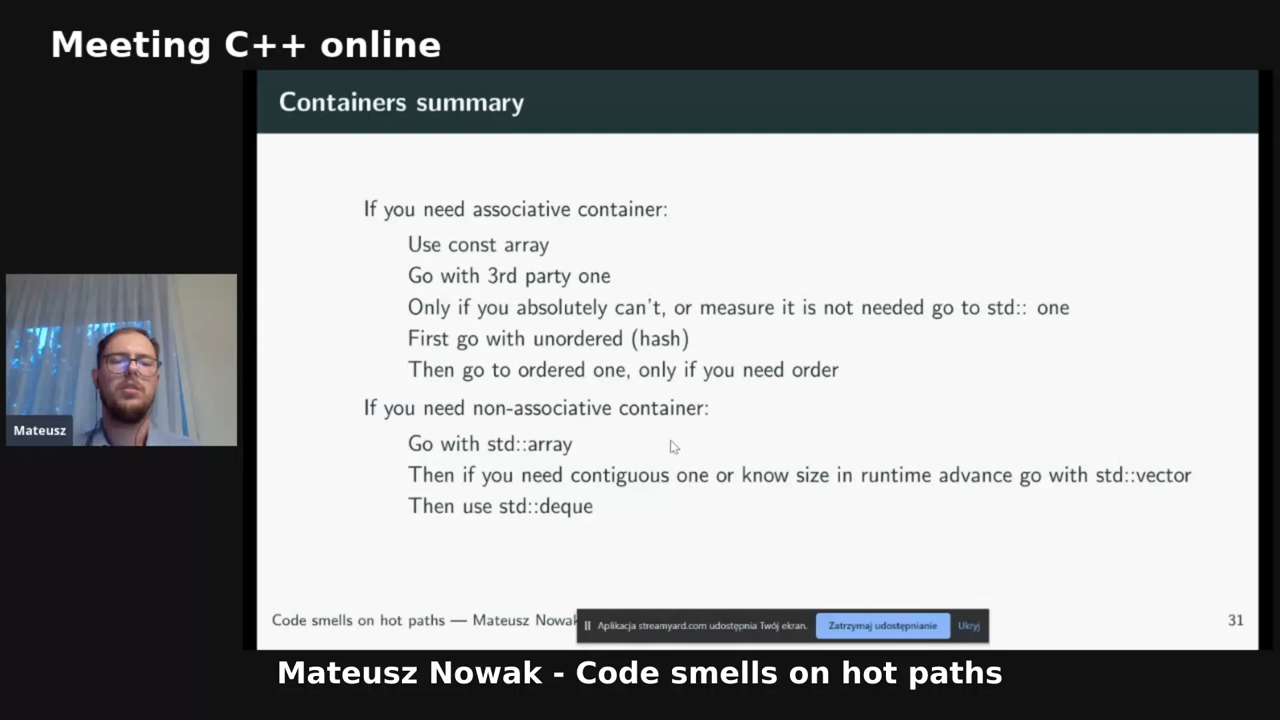 Meeting C++ online
Containers summary
If you need associative container:
Use const array
Go with 3rd party one
Only if you absolutely can't, or measure it is not needed go to std:: one
First go with unordered (hash)
Then go to ordered one, only if you need order
If you need non-associative container:
Go with std::array
Then if you need contiguous one or know size in runtime advance go with std::vector
Then use std::deque
Mateusz
Code smells on hot paths — Mateusz Nowak
Aplikacja streamyard.com udostępnia Twój ekran.
Zatrzymaj udostępnianie
Ukryj
31
Mateusz Nowak - Code smells on hot paths